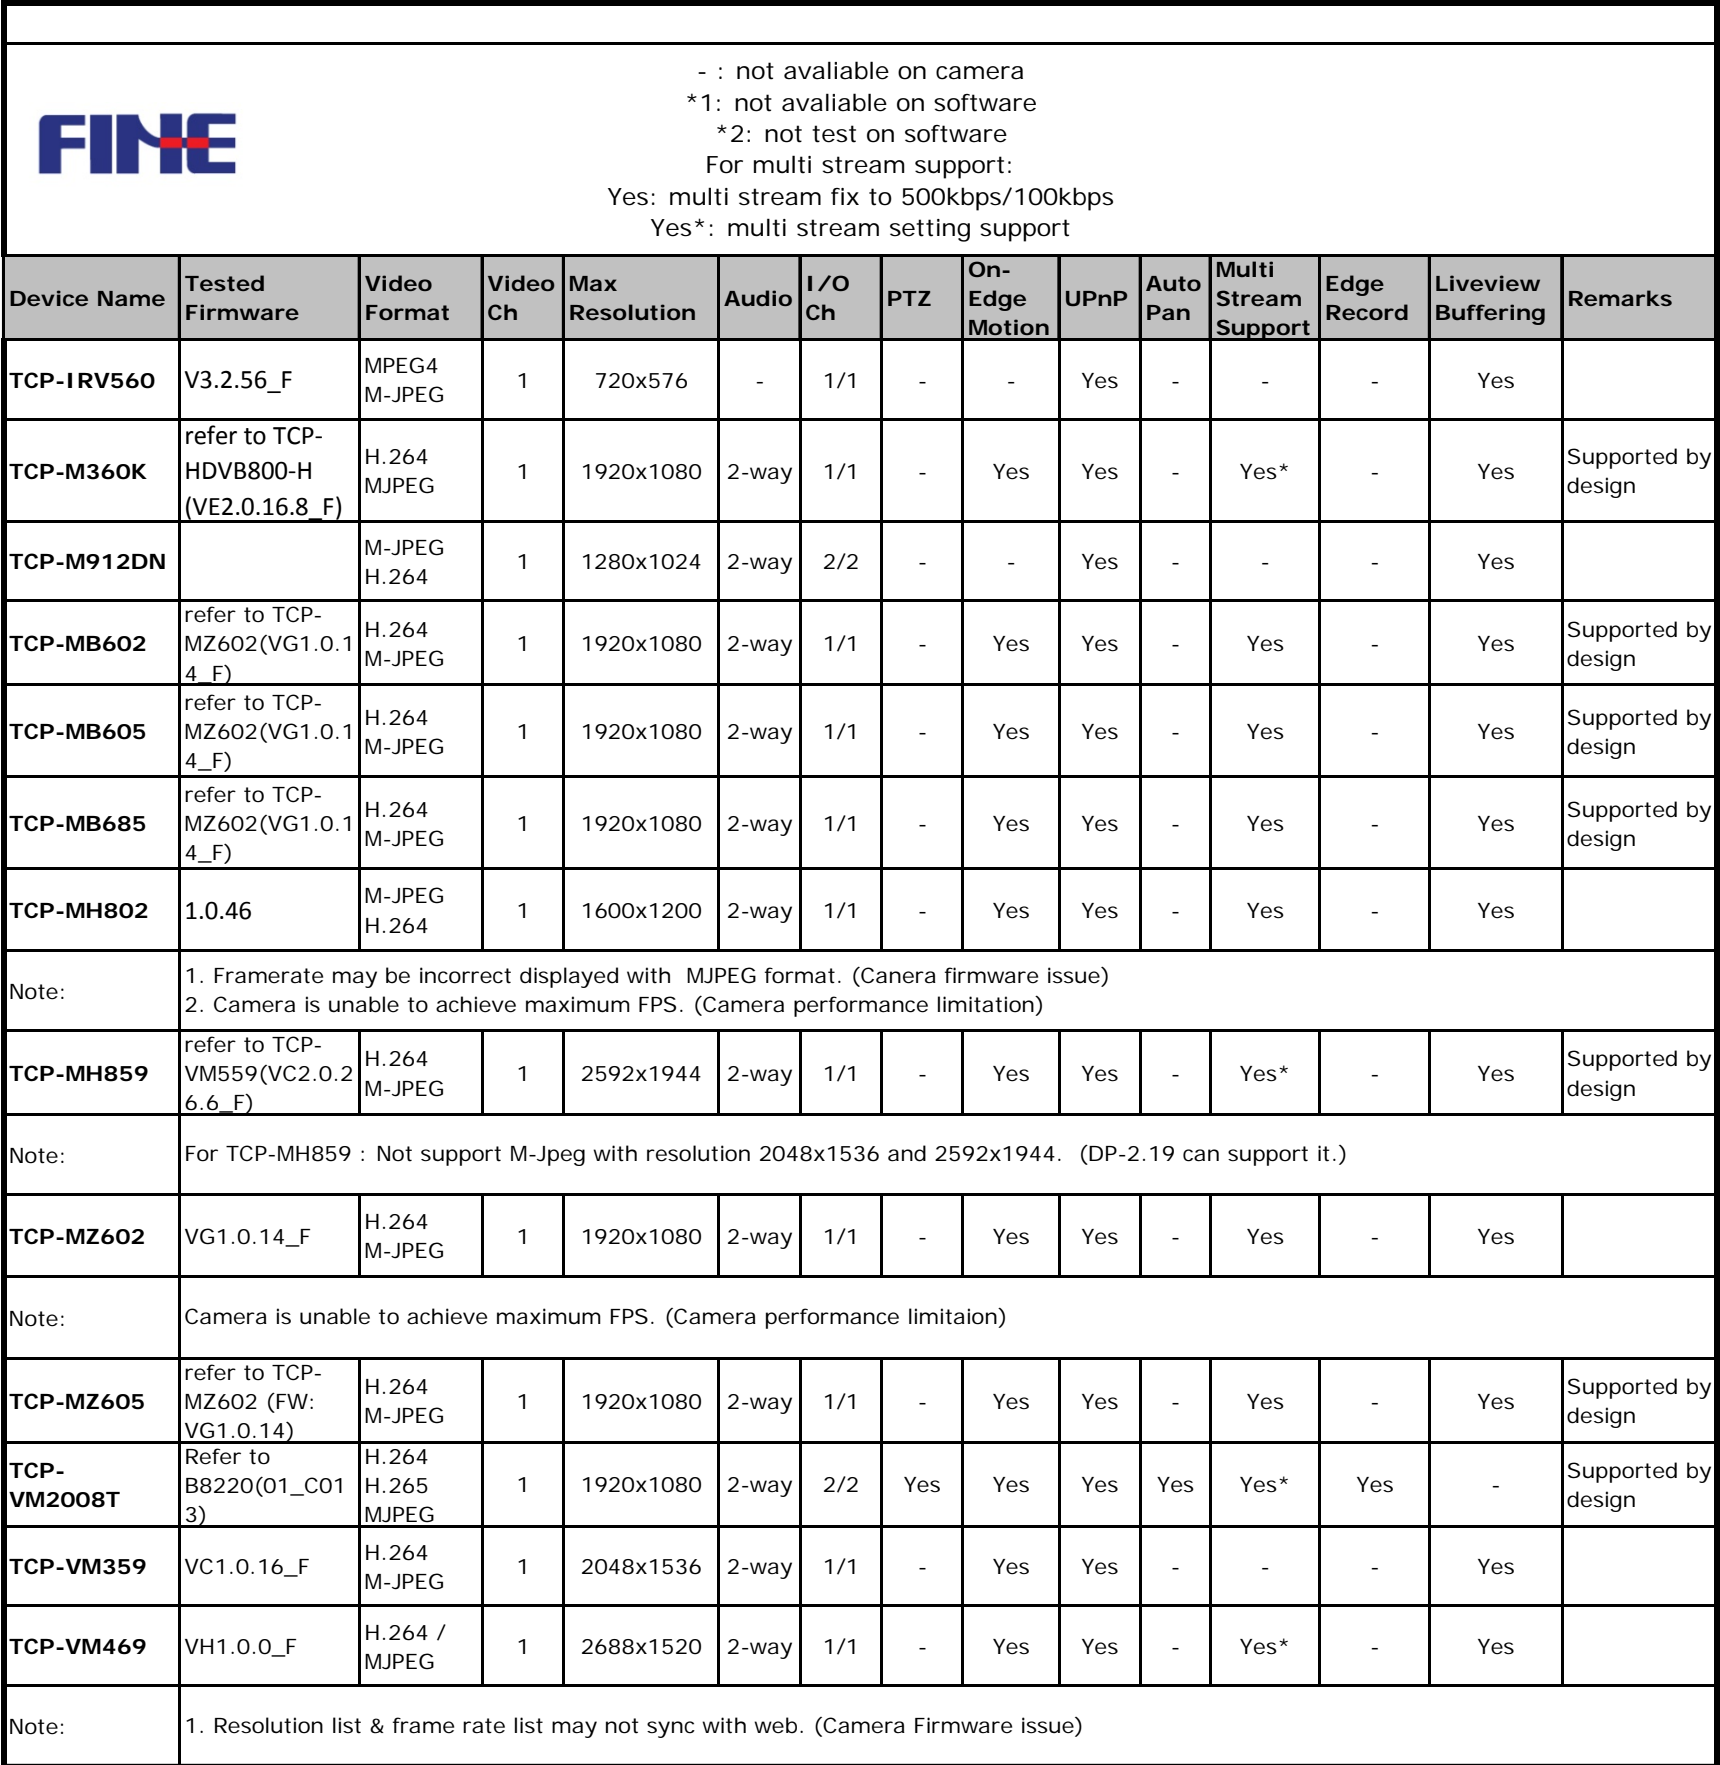 - : not avaliable on camera
*1: not avaliable on software
*2: not test on software
For multi stream support:
Yes: multi stream fix to 500kbps/100kbps
Yes*: multi stream setting support
FINE
Device Name Tested Firmware Video Format Video Ch Max Resolution Audio I/O Ch PTZ On-Edge Motion UPnP Auto Pan Multi Stream Support Edge Record Liveview Buffering Remarks
TCP-IRV560 V3.2.56_F MPEG4 M-JPEG 1 720x576 - 1/1 - - Yes - - - Yes
TCP-M360K refer to TCP-HDVB800-H (VE2.0.16.8_F) H.264 MJPEG 1 1920x1080 2-way 1/1 - Yes Yes - Yes* - Yes Supported by design
TCP-M912DN M-JPEG H.264 1 1280x1024 2-way 2/2 - - Yes - - - Yes
TCP-MB602 refer to TCP-MZ602(VG1.0.14_F) H.264 M-JPEG 1 1920x1080 2-way 1/1 - Yes Yes - Yes - Yes Supported by design
TCP-MB605 refer to TCP-MZ602(VG1.0.14_F) H.264 M-JPEG 1 1920x1080 2-way 1/1 - Yes Yes - Yes - Yes Supported by design
TCP-MB685 refer to TCP-MZ602(VG1.0.14_F) H.264 M-JPEG 1 1920x1080 2-way 1/1 - Yes Yes - Yes - Yes Supported by design
TCP-MH802 1.0.46 M-JPEG H.264 1 1600x1200 2-way 1/1 - Yes Yes - Yes - Yes
Note: 1. Framerate may be incorrect displayed with  MJPEG format. (Canera firmware issue)
2. Camera is unable to achieve maximum FPS. (Camera performance limitation)
TCP-MH859 refer to TCP-VM559(VC2.0.26.6_F) H.264 M-JPEG 1 2592x1944 2-way 1/1 - Yes Yes - Yes* - Yes Supported by design
Note: For TCP-MH859 : Not support M-Jpeg with resolution 2048x1536 and 2592x1944.  (DP-2.19 can support it.)
TCP-MZ602 VG1.0.14_F H.264 M-JPEG 1 1920x1080 2-way 1/1 - Yes Yes - Yes - Yes
Note: Camera is unable to achieve maximum FPS. (Camera performance limitaion)
TCP-MZ605 refer to TCP-MZ602 (FW: VG1.0.14) H.264 M-JPEG 1 1920x1080 2-way 1/1 - Yes Yes - Yes - Yes Supported by design
TCP-VM2008T Refer to B8220(01_C013) H.264 H.265 MJPEG 1 1920x1080 2-way 2/2 Yes Yes Yes Yes Yes* Yes - Supported by design
TCP-VM359 VC1.0.16_F H.264 M-JPEG 1 2048x1536 2-way 1/1 - Yes Yes - - - Yes
TCP-VM469 VH1.0.0_F H.264 / MJPEG 1 2688x1520 2-way 1/1 - Yes Yes - Yes* - Yes
Note: 1. Resolution list & frame rate list may not sync with web. (Camera Firmware issue)